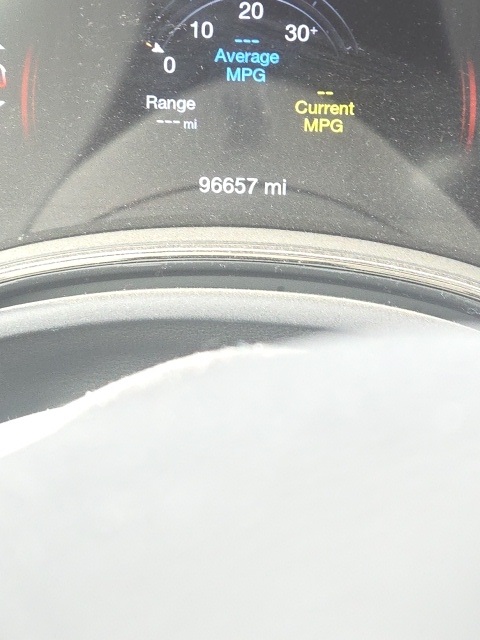 20
10
30+
---
0
Average
MPG
--
Range
Current
--- mi
MPG
96657 mi